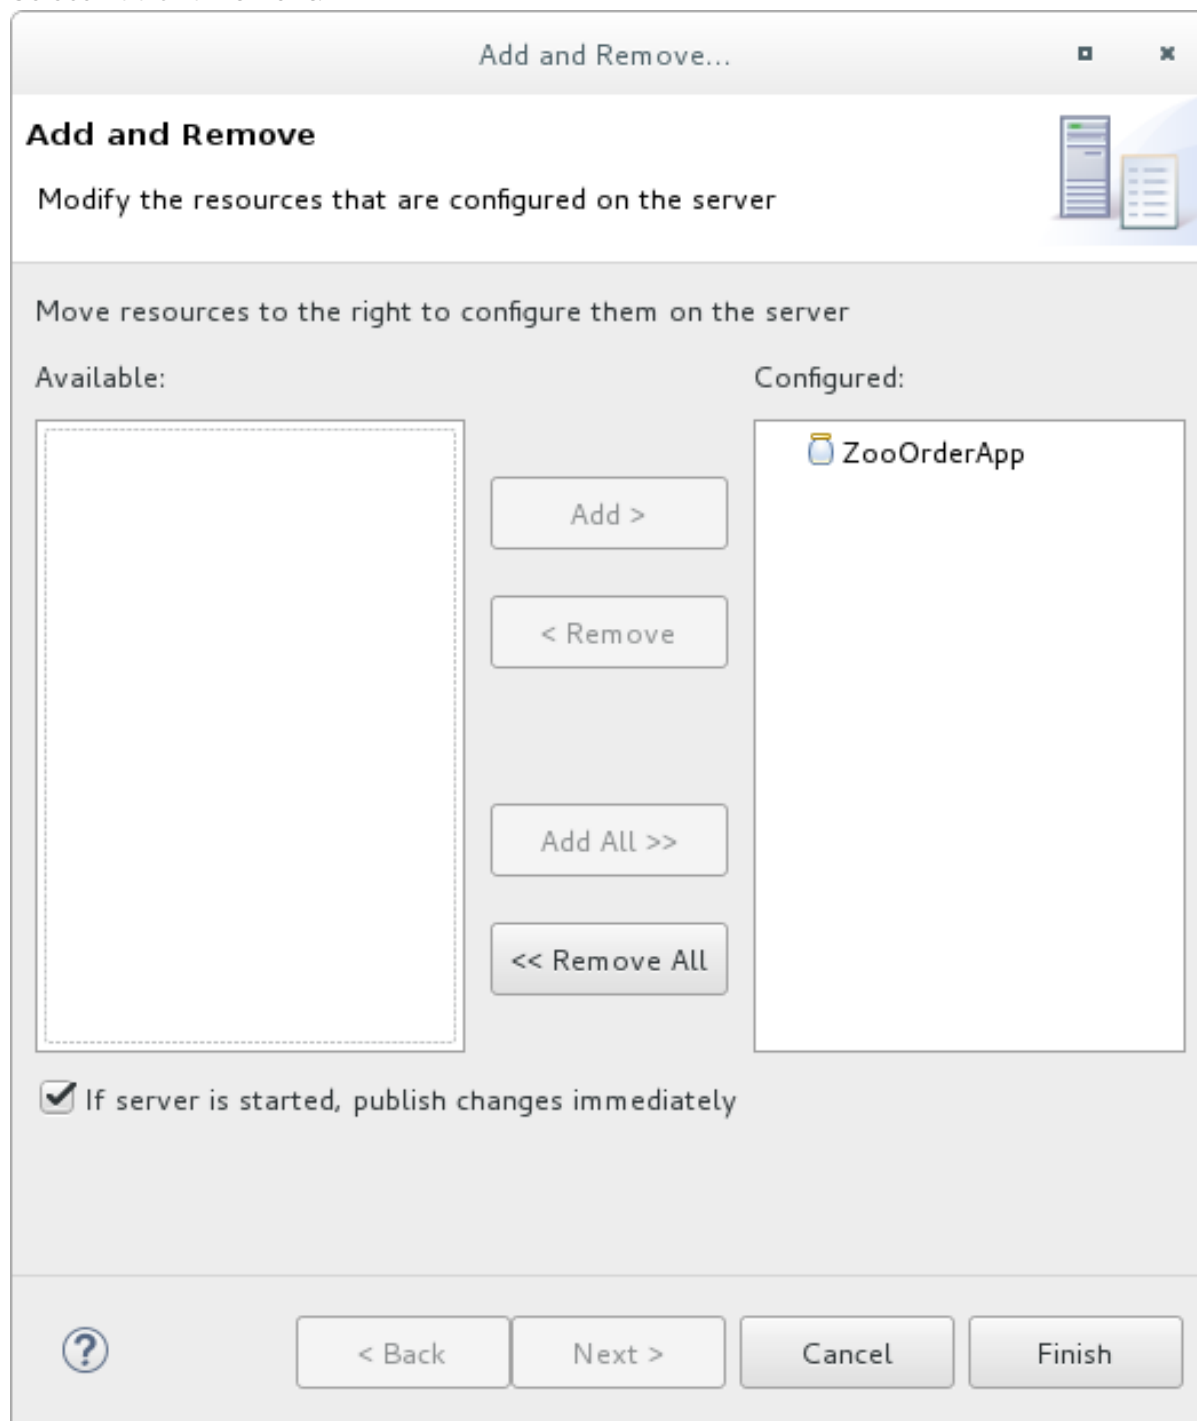 Add and Remove...
Add and Remove
Modify the resources that are configured on the server
Move resources to the right to configure them on the server
Available:
Configured:
ZooOrderApp
Add >
< Remove
Add All >>
<< Remove All
If server is started, publish changes immediately
?
< Back
Next >
Cancel
Finish